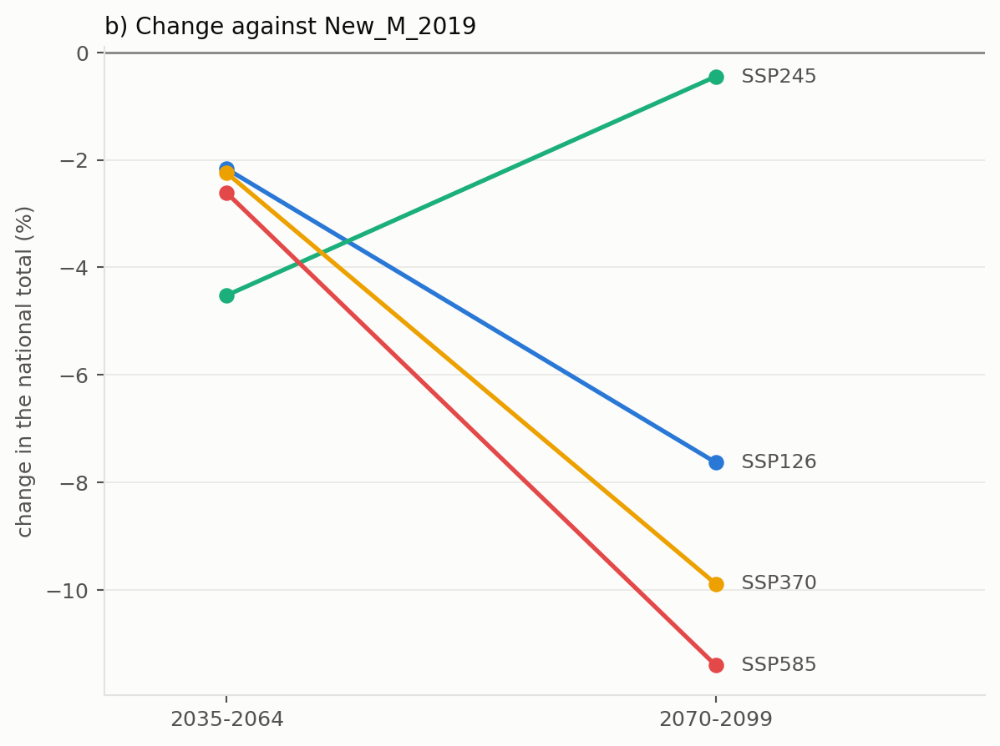 b) Change against New_M_2019
change in the national total (%)
0
−2
−4
−6
−8
−10
SSP245
SSP126
SSP370
SSP585
2035-2064
2070-2099